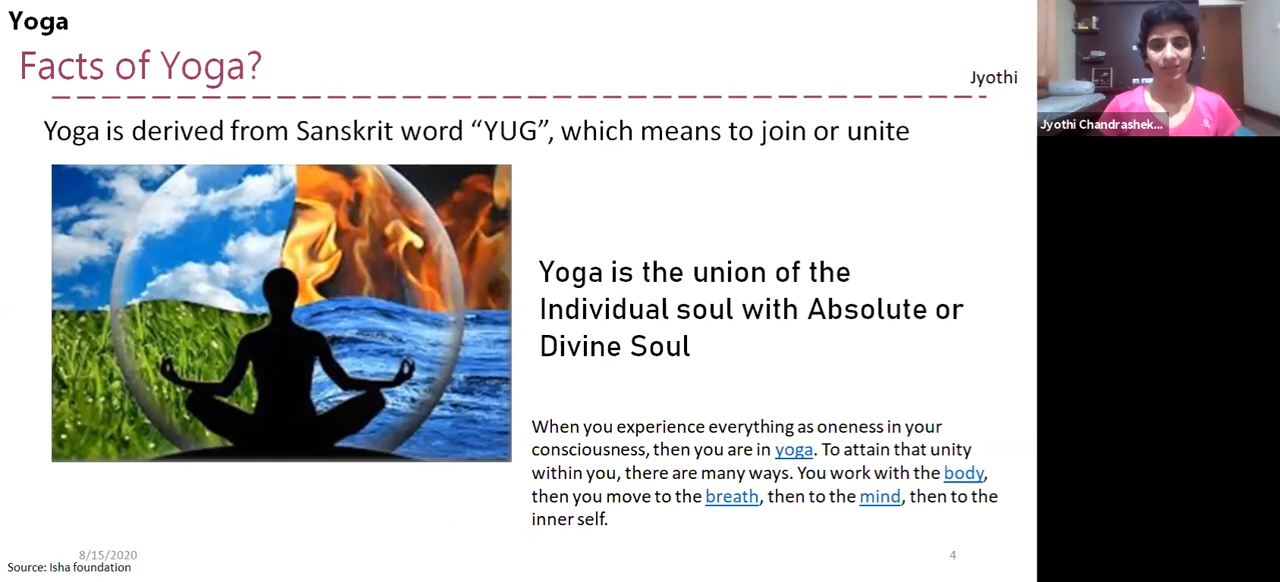 Yoga
Facts of Yoga?
Jyothi
Yoga is derived from Sanskrit word “YUG”, which means to join or unite
Yoga is the union of the
Individual soul with Absolute or
Divine Soul
When you experience everything as oneness in your
consciousness, then you are in yoga. To attain that unity
within you, there are many ways. You work with the body,
then you move to the breath, then to the mind, then to the
inner self.
8/15/2020
4
Source: Isha foundation
Jyothi Chandrashek...